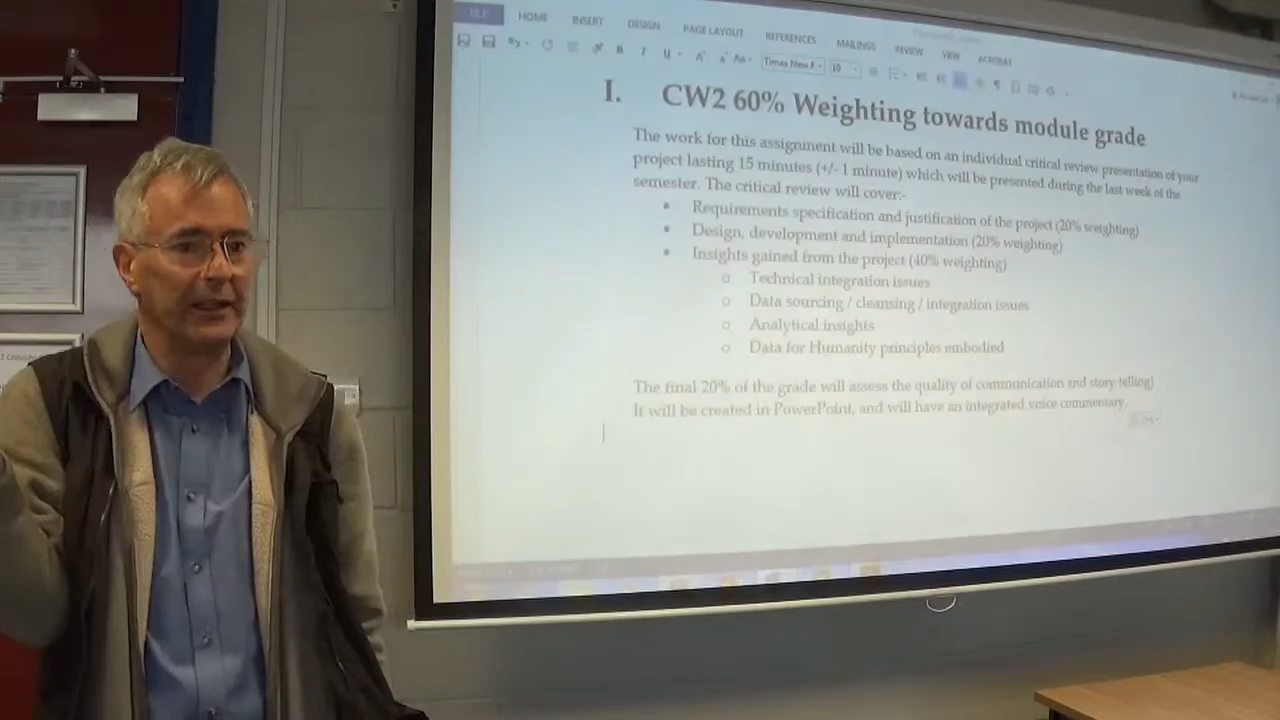 FILE HOME INSERT DESIGN PAGE LAYOUT REFERENCES MAILINGS REVIEW VIEW ACROBAT
B I U Aa Times New R 10
I. CW2 60% Weighting towards module grade
The work for this assignment will be based on an individual critical review presentation of your
project lasting 15 minutes (+/- 1 minute) which will be presented during the last week of the
semester. The critical review will cover:-
• Requirements specification and justification of the project (20% weighting)
• Design, development and implementation (20% weighting)
• Insights gained from the project (40% weighting)
o Technical integration issues
o Data sourcing / cleansing / integration issues
o Analytical insights
o Data for Humanity principles embodied
The final 20% of the grade will assess the quality of communication and story telling)
It will be created in PowerPoint, and will have an integrated voice commentary.